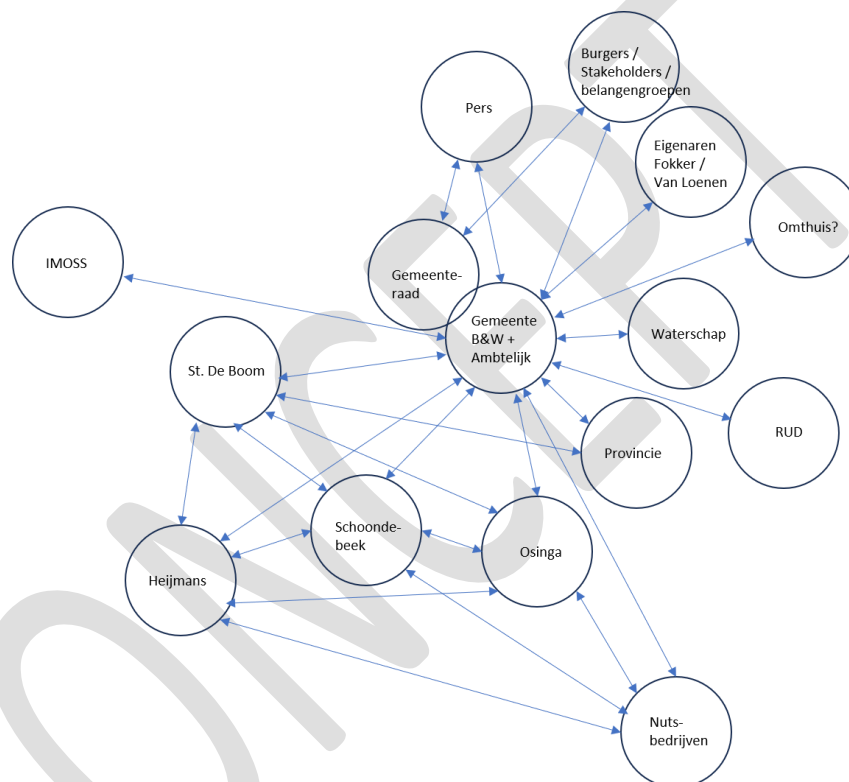 Burgers /
Stakeholders /
belangengroepen
Pers
Eigenaren
Fokker /
Van Loenen
Omthuis?
IMOSS
Gemeente-
raad
Gemeente
B&W +
Ambtelijk
Waterschap
St. De Boom
RUD
Provincie
Schoonde-
beek
Osinga
Heijmans
Nuts-
bedrijven
ONCEPT